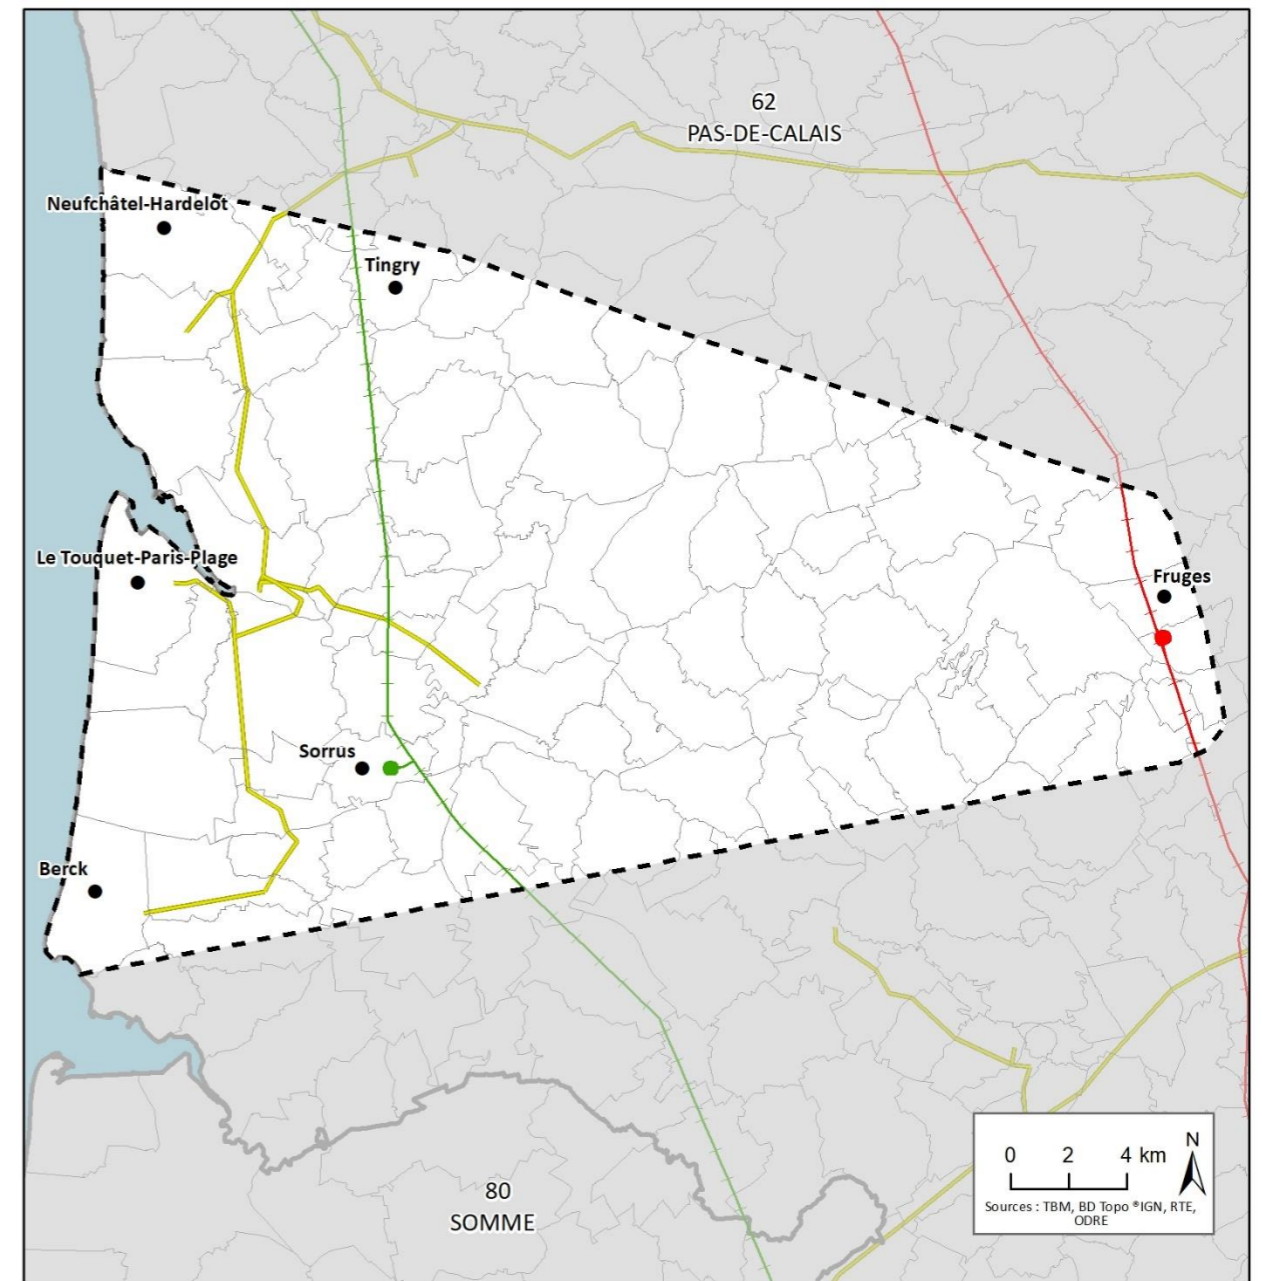 62
PAS-DE-CALAIS
Neufchâtel-Hardelot
Tingry
Le Touquet-Paris-Plage
Fruges
Sorrus
Berck
80
SOMME
0 2 4 km
N
Sources : TBM, BD Topo ®IGN, RTE,
ODRE